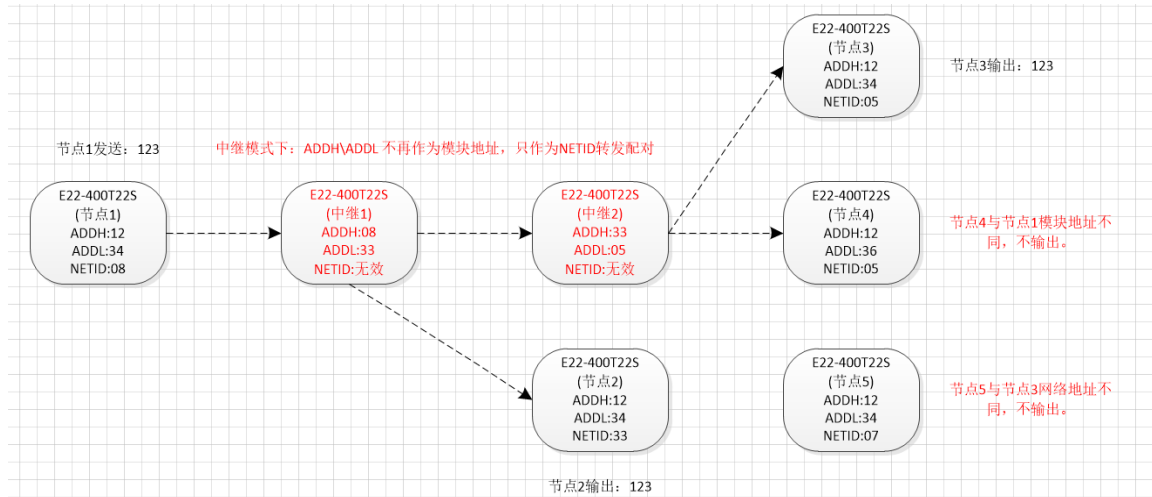 E22-400T22S
(节点3)
ADDH:12
ADDL:34
NETID:05
节点3输出：123
节点1发送：123
中继模式下：ADDH\ADDL 不再作为模块地址，只作为NETID转发配对
E22-400T22S
(节点1)
ADDH:12
ADDL:34
NETID:08
E22-400T22S
(中继1)
ADDH:08
ADDL:33
NETID:无效
E22-400T22S
(中继2)
ADDH:33
ADDL:05
NETID:无效
E22-400T22S
(节点4)
ADDH:12
ADDL:36
NETID:05
节点4与节点1模块地址不
同，不输出。
E22-400T22S
(节点2)
ADDH:12
ADDL:34
NETID:33
E22-400T22S
(节点5)
ADDH:12
ADDL:34
NETID:07
节点5与节点3网络地址不
同，不输出。
节点2输出：123